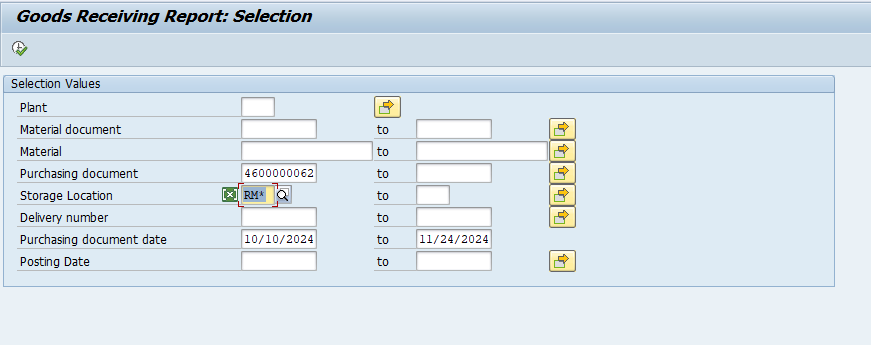 Goods Receiving Report: Selection
Selection Values
Plant
Material document to
Material to
Purchasing document 4600000062 to
Storage Location RM* to
Delivery number to
Purchasing document date 10/10/2024 to 11/24/2024
Posting Date to